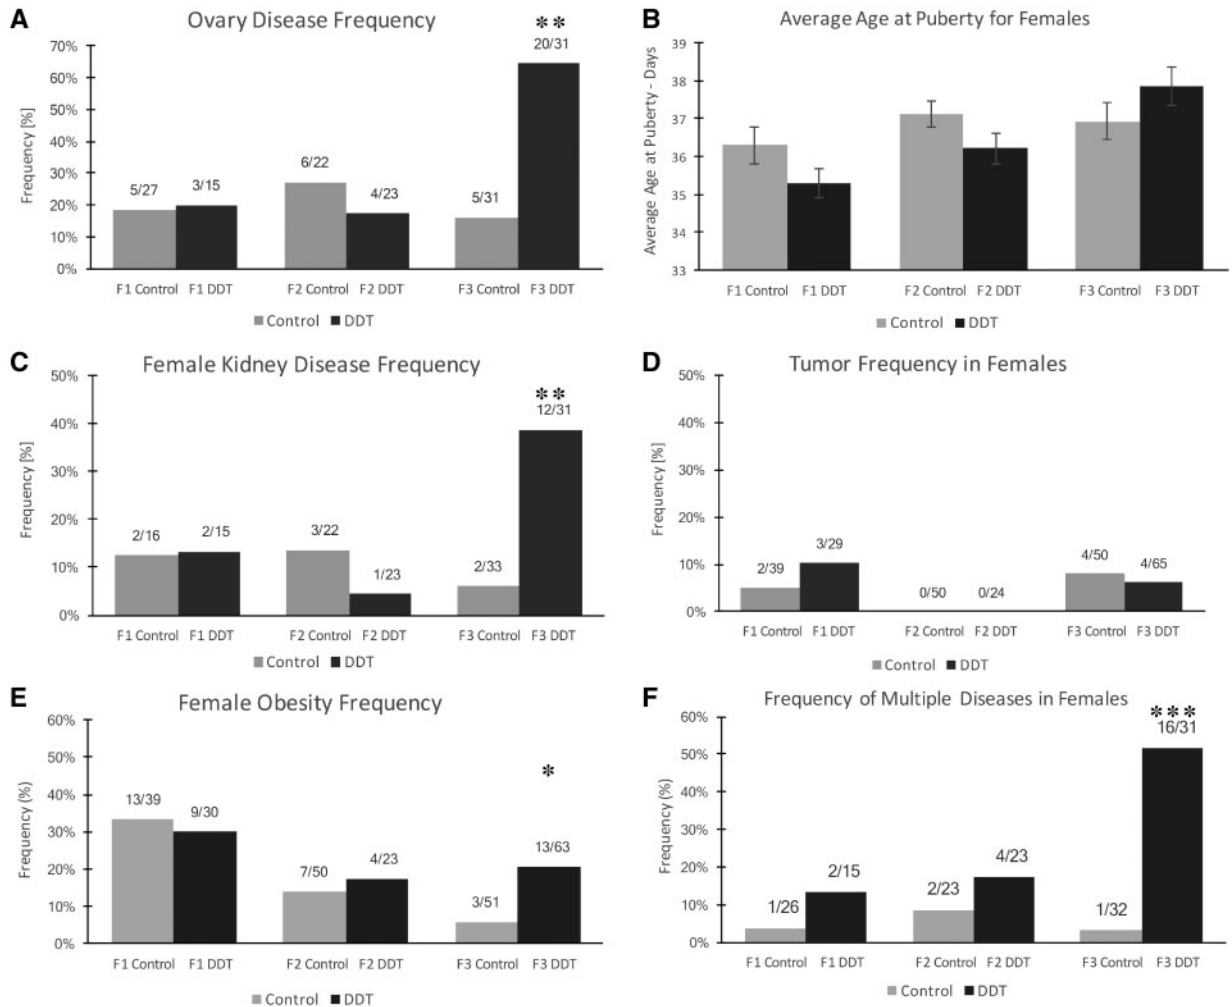 A
Ovary Disease Frequency
**
20/31
70%
60%
50%
40%
30%
20%
10%
0%
Frequency [%]
5/27
3/15
6/22
4/23
5/31
F1 Control F1 DDT F2 Control F2 DDT F3 Control F3 DDT
Control DDT
B
Average Age at Puberty for Females
39
38
37
36
35
34
33
Average Age at Puberty - Days
F1 Control F1 DDT F2 Control F2 DDT F3 Control F3 DDT
Control DDT
C
Female Kidney Disease Frequency
**
12/31
50%
40%
30%
20%
10%
0%
Frequency [%]
2/16
2/15
3/22
1/23
2/33
F1 Control F1 DDT F2 Control F2 DDT F3 Control F3 DDT
Control DDT
D
Tumor Frequency in Females
50%
40%
30%
20%
10%
0%
Frequency [%]
2/39
3/29
0/50
0/24
4/50
4/65
F1 Control F1 DDT F2 Control F2 DDT F3 Control F3 DDT
Control DDT
E
Female Obesity Frequency
60%
50%
40%
30%
20%
10%
0%
Frequency (%)
13/39
9/30
7/50
4/23
3/51
*
13/63
F1 Control F1 DDT F2 Control F2 DDT F3 Control F3 DDT
Control DDT
F
Frequency of Multiple Diseases in Females
***
16/31
60%
50%
40%
30%
20%
10%
0%
Frequency (%)
1/26
2/15
2/23
4/23
1/32
F1 Control F1 DDT F2 Control F2 DDT F3 Control F3 DDT
Control DDT